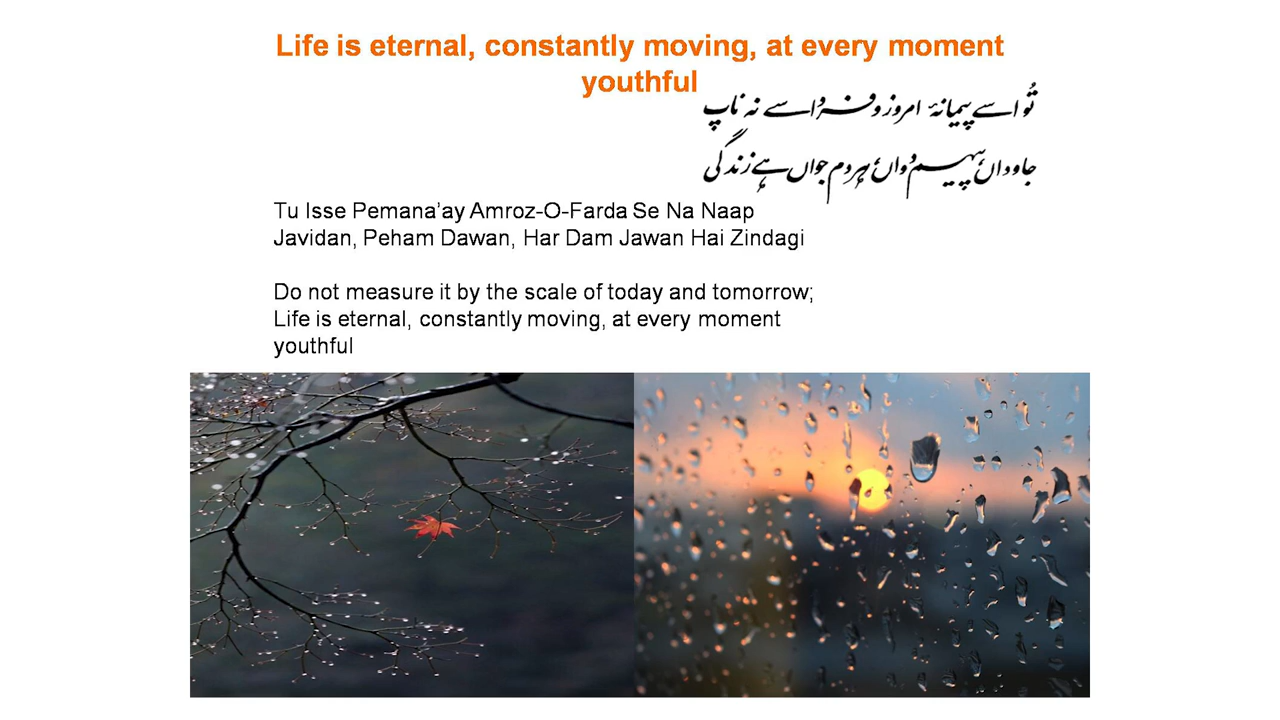 Life is eternal, constantly moving, at every moment
youthful
تُو اسے پیمانۂ امروز و فردا سے نہ ناپ
جاوداں، پیہم دواں، ہر دم جواں ہے زندگی
Tu Isse Pemana’ay Amroz-O-Farda Se Na Naap
Javidan, Peham Dawan, Har Dam Jawan Hai Zindagi
Do not measure it by the scale of today and tomorrow;
Life is eternal, constantly moving, at every moment
youthful